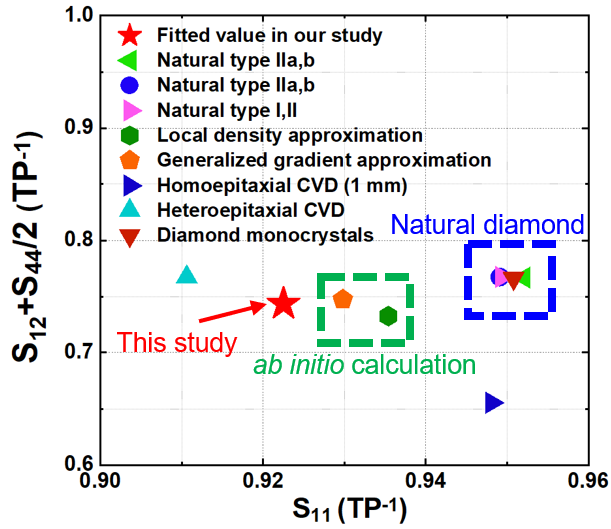 1.0
Fitted value in our study
Natural type IIa,b
Natural type IIa,b
Natural type I,II
Local density approximation
Generalized gradient approximation
Homoepitaxial CVD (1 mm)
Heteroepitaxial CVD
Diamond monocrystals
0.9
Natural diamond
0.8
This study
ab initio calculation
0.7
0.6
S₁₂+S₄₄/2 (TP⁻¹)
0.90
0.92
0.94
0.96
S₁₁ (TP⁻¹)